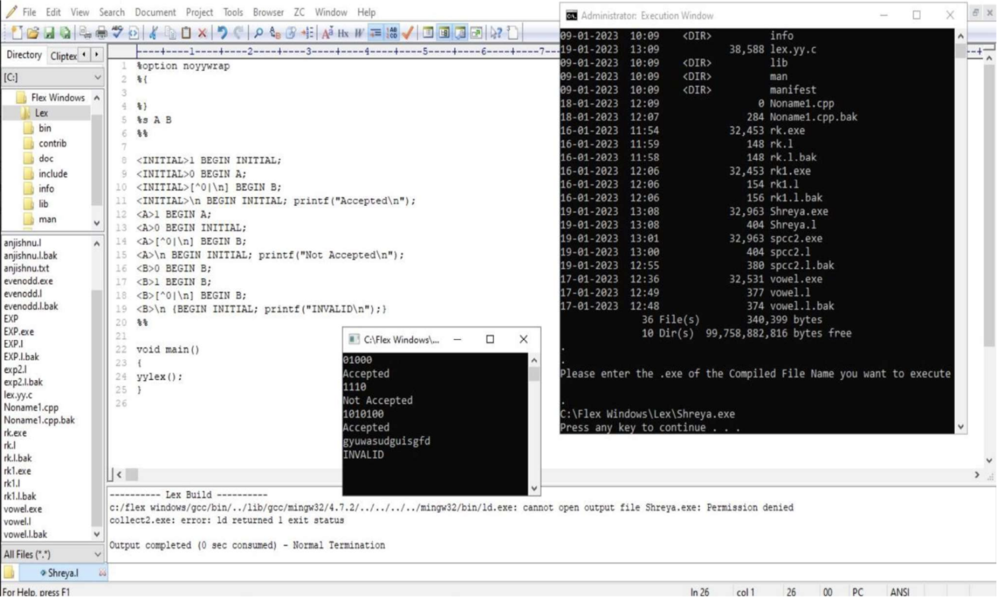 File Edit View Search Document Project Tools Browser ZC Window Help
Directory Cliptex
[C:]
Flex Windows
Lex
bin
contrib
doc
include
info
lib
man
anjishnu.l
anjishnu.l.bak
anjishnu.txt
evenodd.exe
evenodd.l
evenodd.l.bak
EXP
EXP.exe
EXP.l
EXP.l.bak
exp2.l
exp2.l.bak
lex.yy.c
Noname1.cpp
Noname1.cpp.bak
rk.exe
rk.l
rk.l.bak
rk1.exe
rk1.l
rk1.l.bak
vowel.exe
vowel.l
vowel.l.bak
All Files (*.*)
Shreya.l
For Help, press F1
----+----1----+----2----+----3----+----4----+----5----+----6----+----7--
1 %option noyywrap
2 %{
3
4 %}
5 %s A B
6 %%
7
8 <INITIAL>1 BEGIN INITIAL;
9 <INITIAL>0 BEGIN A;
10 <INITIAL>[^0|\n] BEGIN B;
11 <INITIAL>\n BEGIN INITIAL; printf("Accepted\n");
12 <A>1 BEGIN A;
13 <A>0 BEGIN INITIAL;
14 <A>[^0|\n] BEGIN B;
15 <A>\n BEGIN INITIAL; printf("Not Accepted\n");
16 <B>0 BEGIN B;
17 <B>1 BEGIN B;
18 <B>[^0|\n] BEGIN B;
19 <B>\n {BEGIN INITIAL; printf("INVALID\n");}
20 %%
21
22 void main()
23 {
24 yylex();
25 }
26
C:\Flex Windows\...
01000
Accepted
1110
Not Accepted
1010100
Accepted
gyuwasudguisgfd
INVALID
Administrator: Execution Window
09-01-2023 10:09 <DIR> info
19-01-2023 13:09 38,588 lex.yy.c
09-01-2023 10:09 <DIR> lib
09-01-2023 10:09 <DIR> man
09-01-2023 10:09 <DIR> manifest
18-01-2023 12:09 0 Noname1.cpp
18-01-2023 12:07 284 Noname1.cpp.bak
16-01-2023 11:54 32,453 rk.exe
16-01-2023 11:59 148 rk.l
16-01-2023 11:58 148 rk.l.bak
16-01-2023 12:06 32,453 rk1.exe
16-01-2023 12:06 154 rk1.l
16-01-2023 12:06 156 rk1.l.bak
19-01-2023 13:08 32,963 Shreya.exe
19-01-2023 13:08 404 Shreya.l
19-01-2023 13:01 32,963 spcc2.exe
19-01-2023 13:00 404 spcc2.l
19-01-2023 12:55 380 spcc2.l.bak
17-01-2023 12:36 32,531 vowel.exe
17-01-2023 12:49 377 vowel.l
17-01-2023 12:48 374 vowel.l.bak
36 File(s) 340,399 bytes
10 Dir(s) 99,758,882,816 bytes free
.
.
Please enter the .exe of the Compiled File Name you want to execute
.
C:\Flex Windows\Lex\Shreya.exe
Press any key to continue . . .
---------- Lex Build ----------
c:/flex windows/gcc/bin/../lib/gcc/mingw32/4.7.2/../../../../mingw32/bin/ld.exe: cannot open output file Shreya.exe: Permission denied
collect2.exe: error: ld returned 1 exit status
Output completed (0 sec consumed) - Normal Termination
ln 26 col 1 26 00 PC ANSI